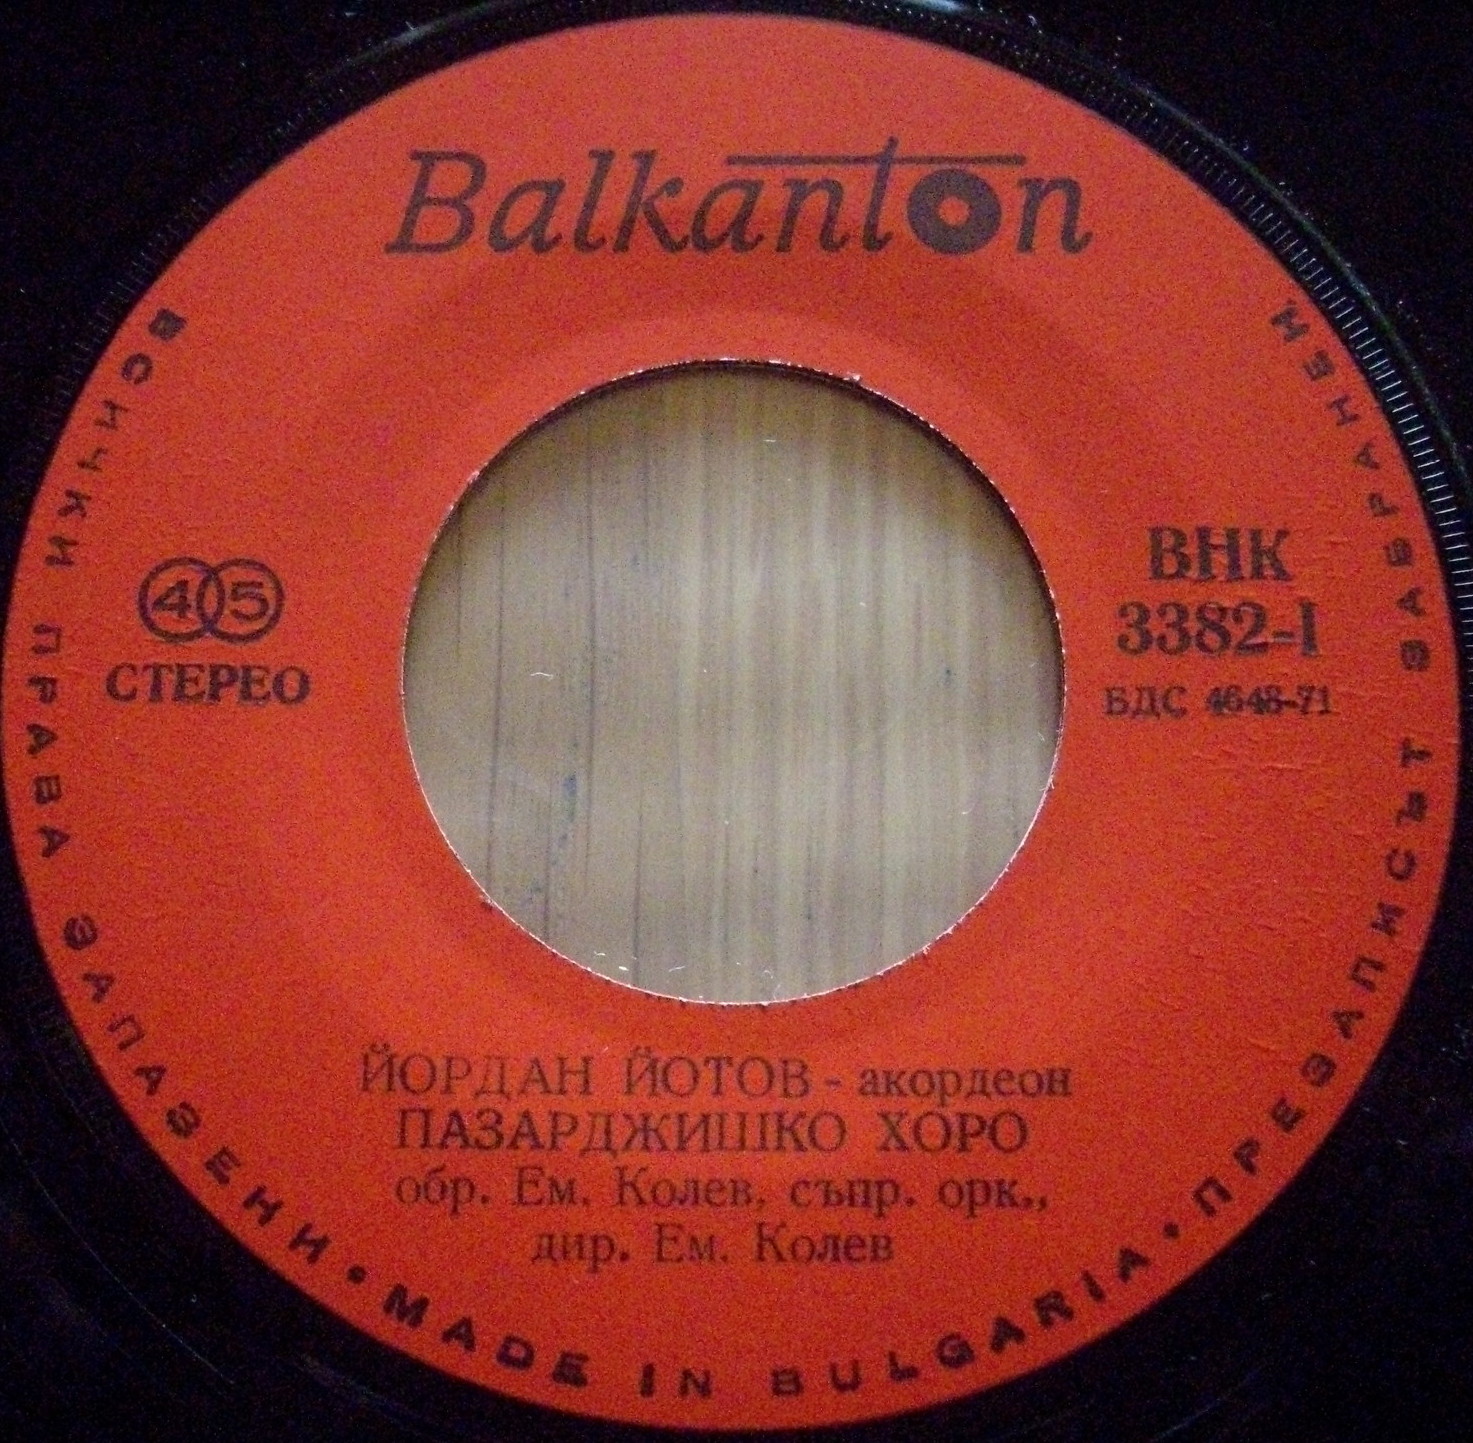 Balkanton
45
СТЕРЕО
ВНК
3382-I
БДС 4648-71
ЙОРДАН ЙОТОВ - акордеон
ПАЗАРДЖИШКО ХОРО
обр. Ем. Колев, съпр. орк.,
дир. Ем. Колев
ВСИЧКИ ПРАВА ЗАПАЗЕНИ • MADE IN BULGARIA • ПРЕЗАПИСЪТ ЗАБРАНЕН